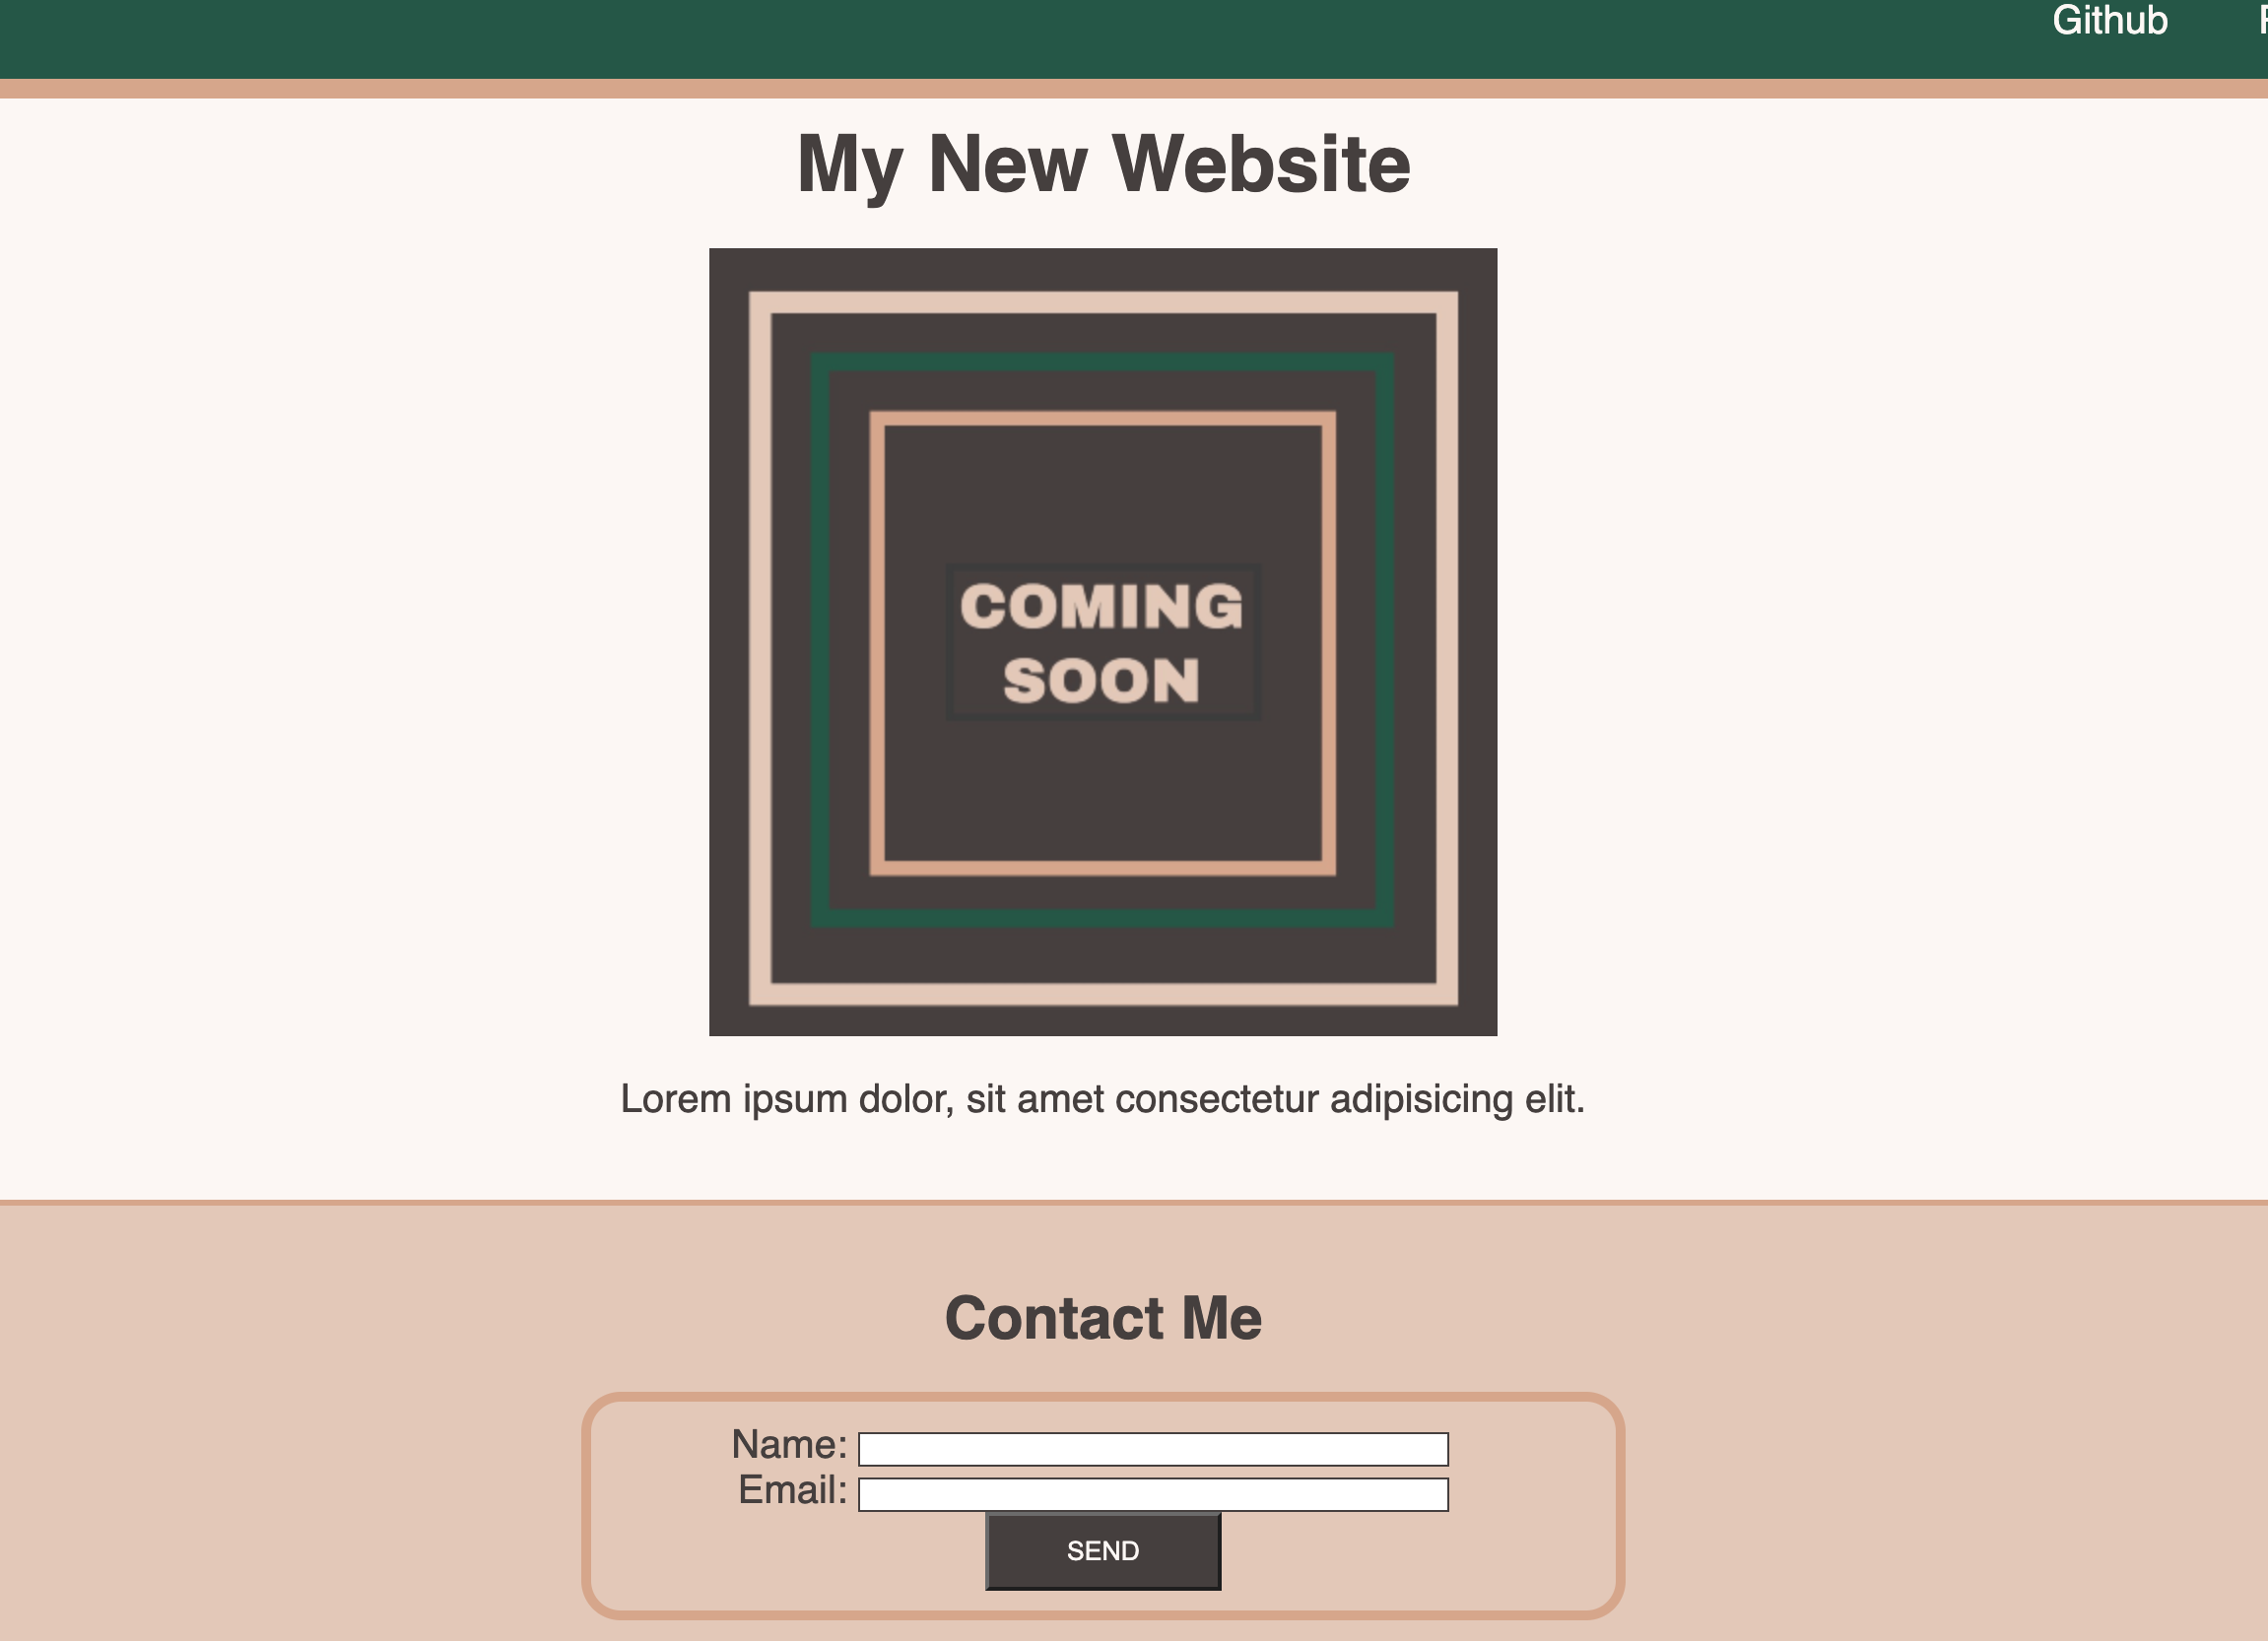 Github
My New Website
COMING
SOON
Lorem ipsum dolor, sit amet consectetur adipisicing elit.
Contact Me
Name:
Email:
SEND